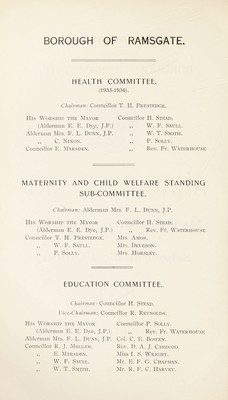 BOROUGH OF RAMSGATE.
HEALTH COMMITTEE.
(1933-1934).
Chairman: Councillor T. H. PRESTEDGE.
HIS WORSHIP THE MAYOR
(Alderman E. E. DYE, J.P.)
Alderman Mrs. F. L. DUNN, J.P.
„ C. NIXON.
Councillor E. MARSDEN.
Councillor H. STEAD.
„ W. F. SAULL.
„ W. T. SMITH.
„ P. SOLLY.
„ Rev. Fr. WATERHOUSE
MATERNITY AND CHILD WELFARE STANDING
SUB-COMMITTEE.
Chairman: Alderman Mrs. F. L. DUNN, J.P.
HIS WORSHIP THE MAYOR
(Alderman E. E. DYE, J.P.)
Councillor T. H. PRESTEDGE.
„ W. F. SAULL.
„ P. SOLLY.
Councillor H. STEAD.
„ Rev. Fr. WATERHOUSE
Mrs. AMOS.
Mrs. DEVESON.
Mrs. HORSLEY.
EDUCATION COMMITTEE.
Chairman: Councillor H. STEAD.
Vice-Chairman: Councillor R. REYNOLDS.
HIS WORSHIP THE MAYOR
(Alderman E. E. DYE, J.P.)
Alderman Mrs. F. L. DUNN, J.P.
Councillor R. J. MALLER.
„ E. MARSDEN.
„ W. F. SAULL.
„ W. T. SMITH.
Councillor P. SOLLY.
„ Rev. Fr. WATERHOUSE
Col. C. E. BOWEN.
Rev. D. A. J. CARDOZO.
Miss I. S. WRIGHT.
Mr. E. F. G. CHAPMAN.
Mr. R. F. C. HARVEY.